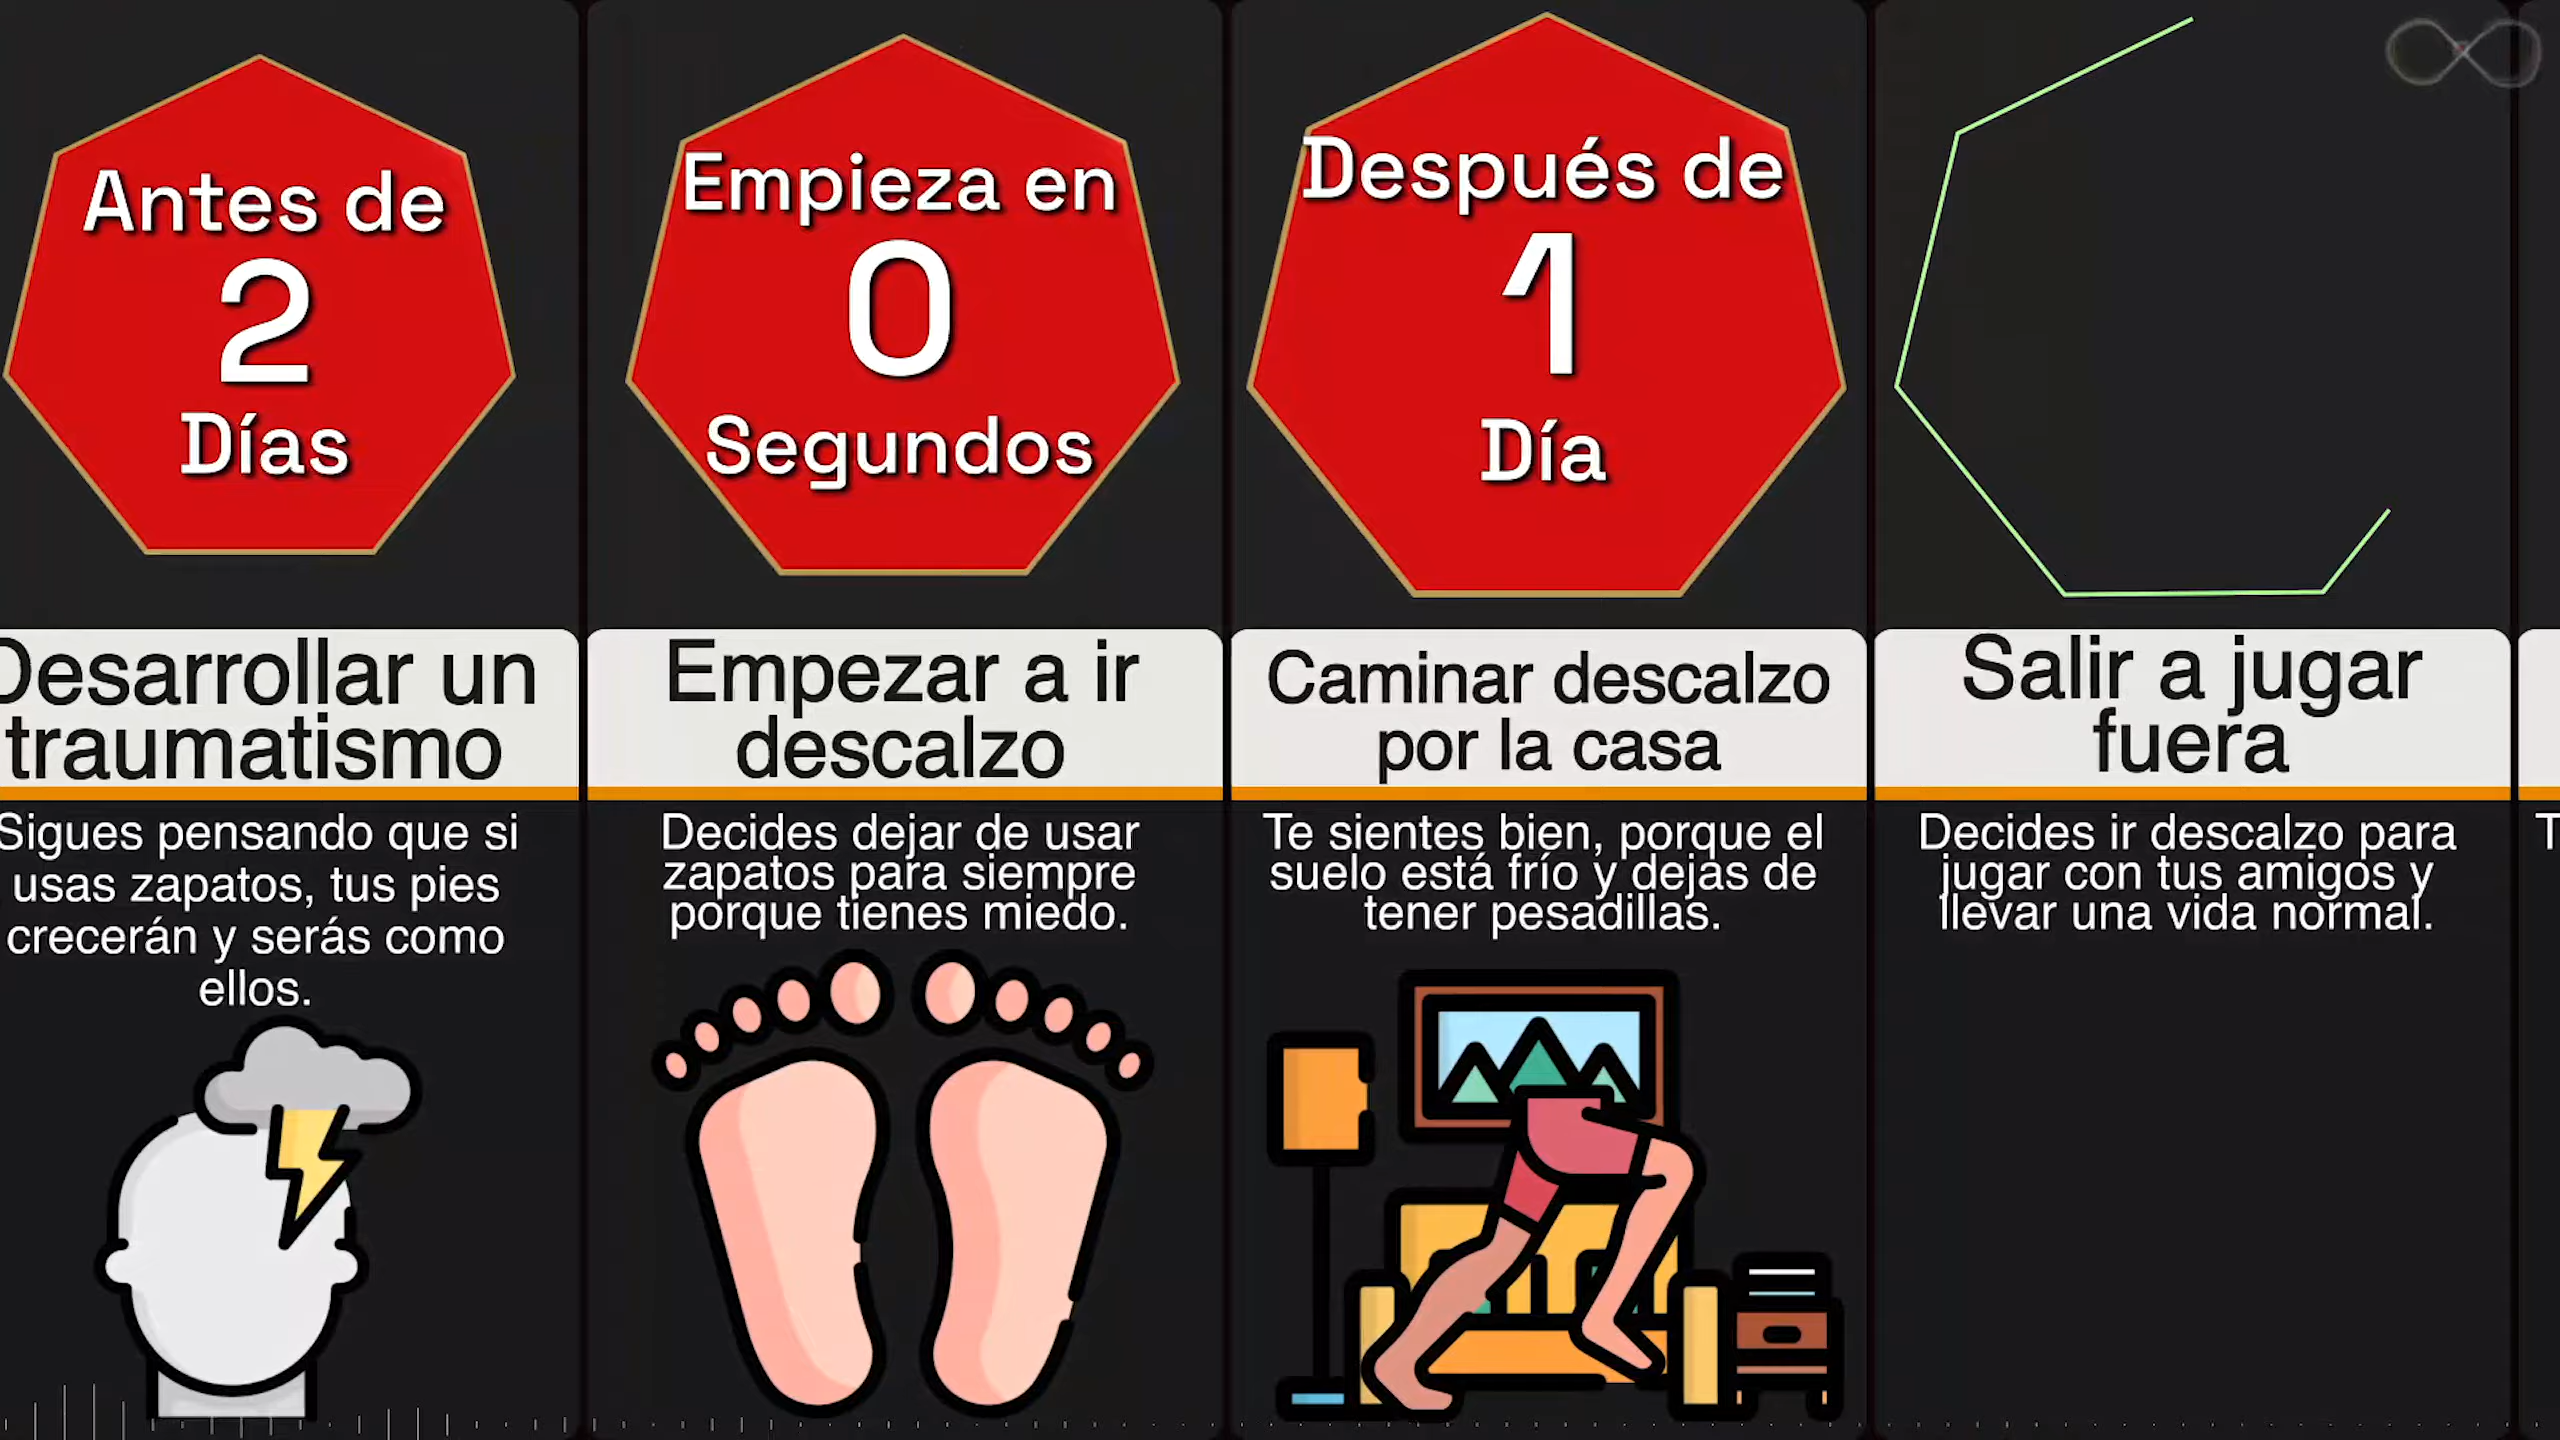 Antes de
2
Días
Desarrollar un
traumatismo
Sigues pensando que si
usas zapatos, tus pies
crecerán y serás como
ellos.
Empieza en
0
Segundos
Empezar a ir
descalzo
Decides dejar de usar
zapatos para siempre
porque tienes miedo.
Después de
1
Día
Caminar descalzo
por la casa
Te sientes bien, porque el
suelo está frío y dejas de
tener pesadillas.
Salir a jugar
fuera
Decides ir descalzo para
jugar con tus amigos y
llevar una vida normal.
T